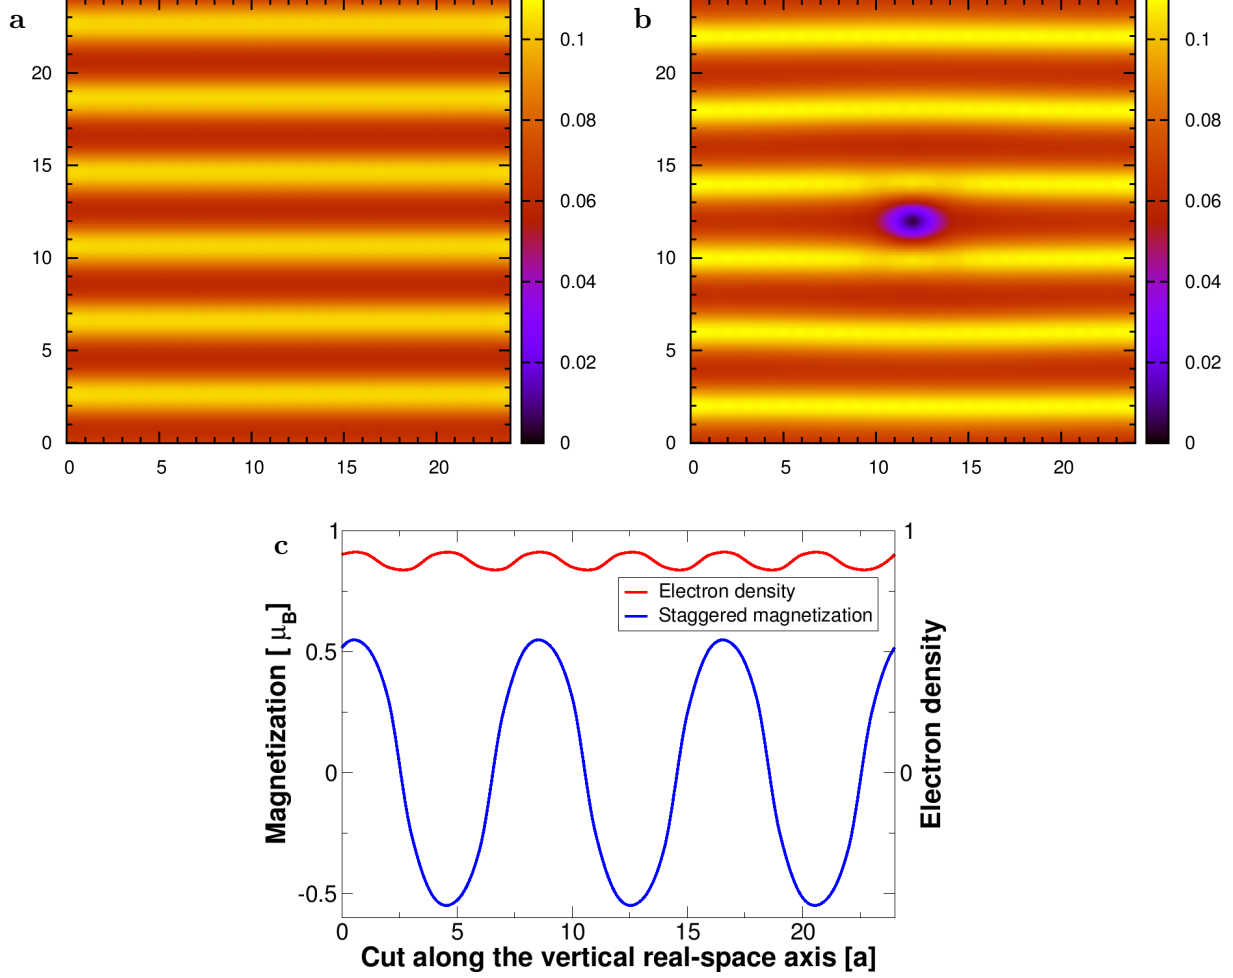 a
b
0.1
0.08
0.06
0.04
0.02
0
20
15
10
5
0
0 5 10 15 20
0.1
0.08
0.06
0.04
0.02
0
20
15
10
5
0
0 5 10 15 20
c
1
0.5
0
-0.5
1
0
Electron density
Staggered magnetization
Magnetization [ μB]
Electron density
0 5 10 15 20
Cut along the vertical real-space axis [a]